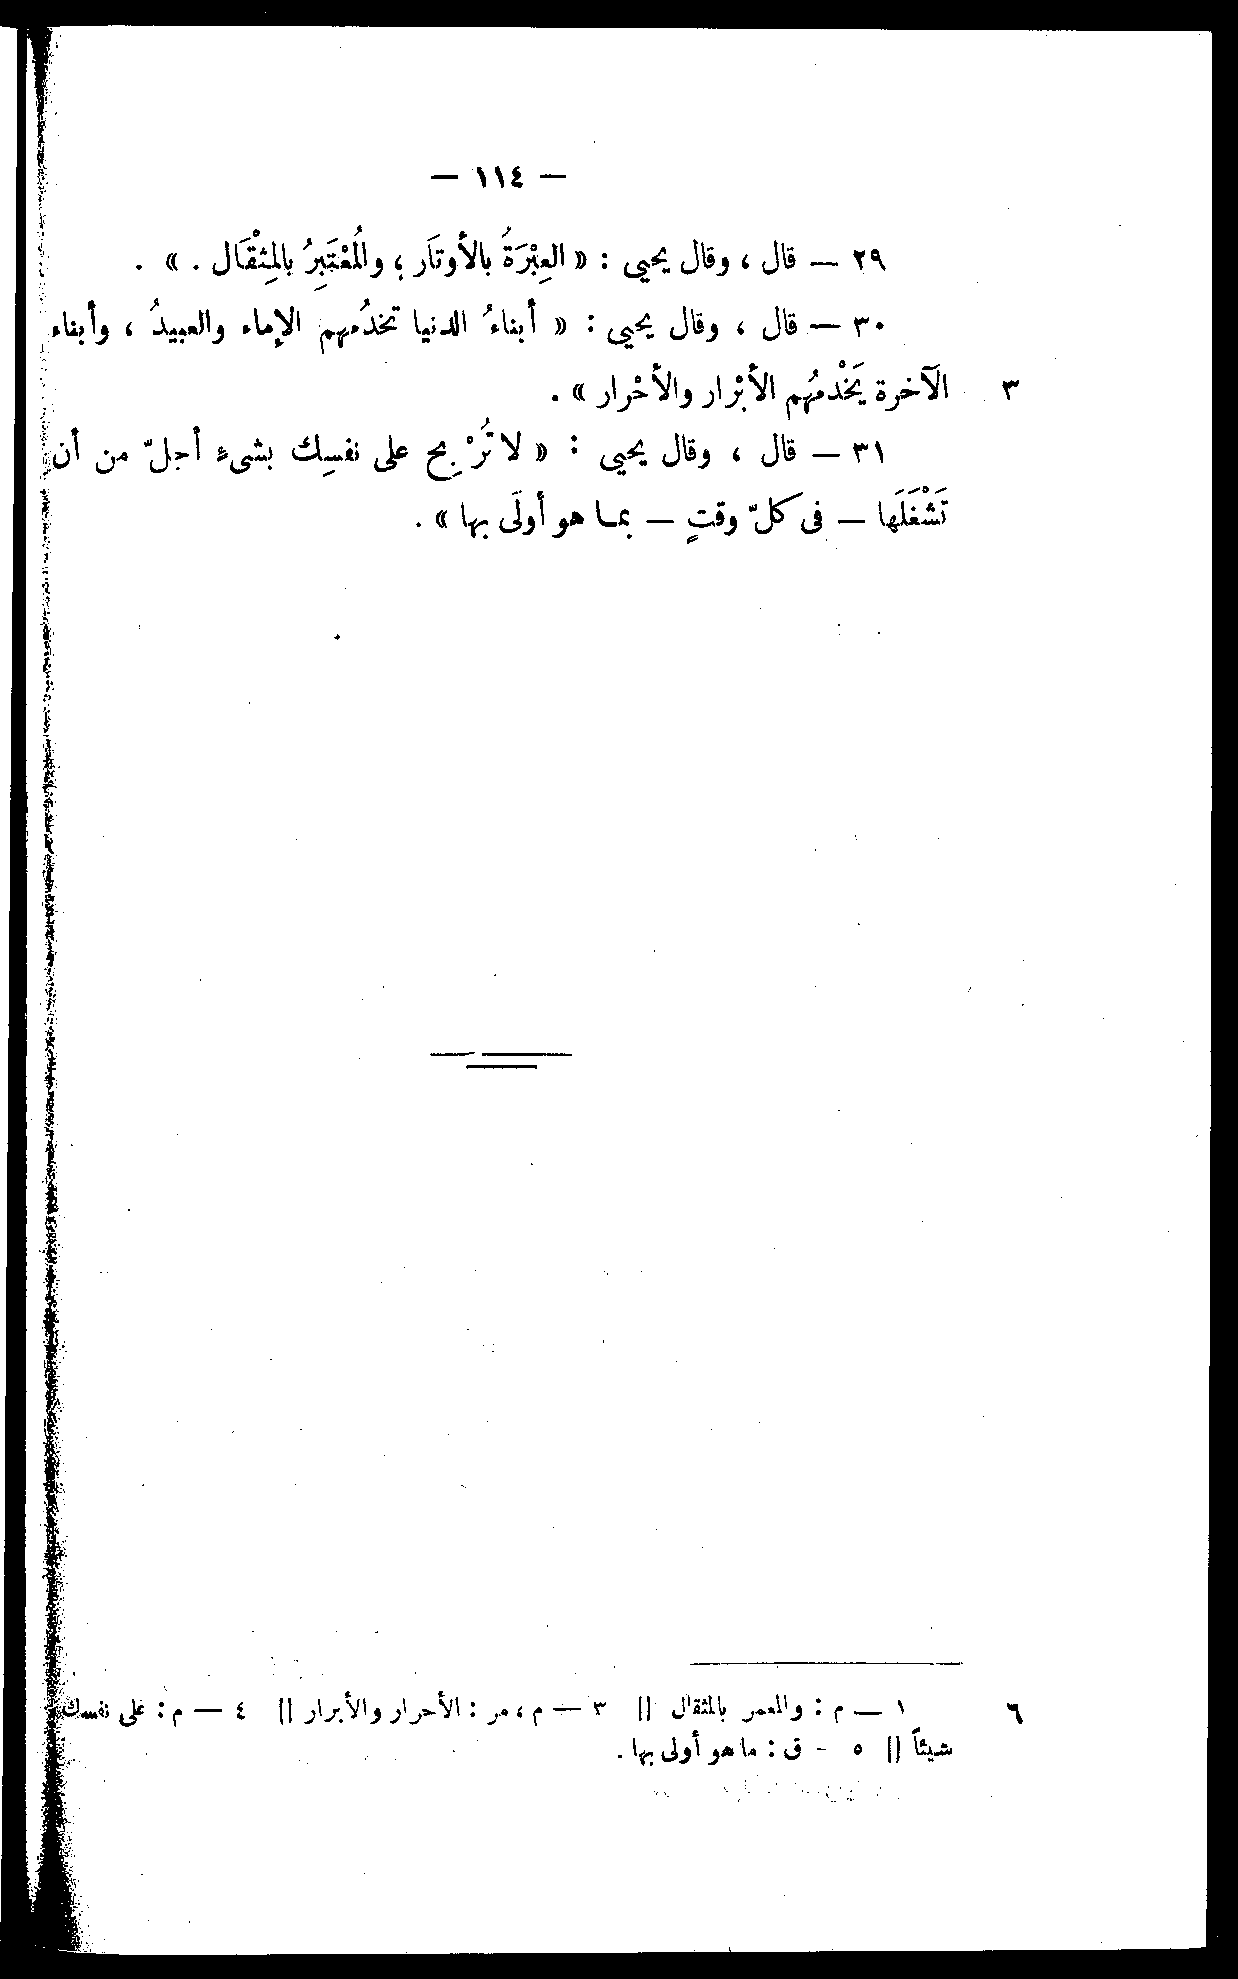 — ١١٤ —
٢٩ — قال ، وقال يحيى : « العِبْرَةُ بالأوتَار ، والمُعْتَبِرُ بالمِثْقَال . » .
٣٠ — قال ، وقال يحيى : « أبناءُ الدنيا تخدُمهم الإماء والعبيدُ ، وأبناء
الآخرة يَخْدمُهم الأبْرار والأحْرار » . ٣
٣١ — قال ، وقال يحيى : « لا تُرْبِح على نفسِك بشىءٍ أجلّ من أن
تَشْغَلَها — فى كلّ وقتٍ — بمـا هو أولَى بها » .
١ — م : والمعمر بالمثقال || ٣ — م ، مر : الأحرار والأبرار || ٤ — م : على نفسك ٦
شيئاً || ٥ - ق : ما هو أولى بها .